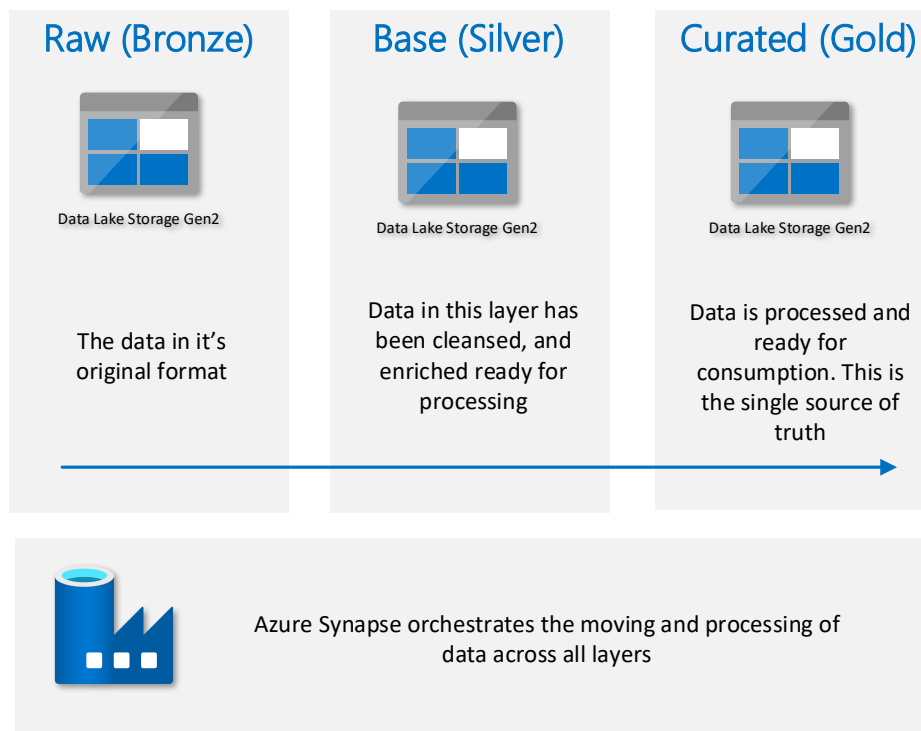 Raw (Bronze)
Data Lake Storage Gen2
The data in it’s
original format
Base (Silver)
Data Lake Storage Gen2
Data in this layer has
been cleansed, and
enriched ready for
processing
Curated (Gold)
Data Lake Storage Gen2
Data is processed and
ready for
consumption. This is
the single source of
truth
Azure Synapse orchestrates the moving and processing of
data across all layers